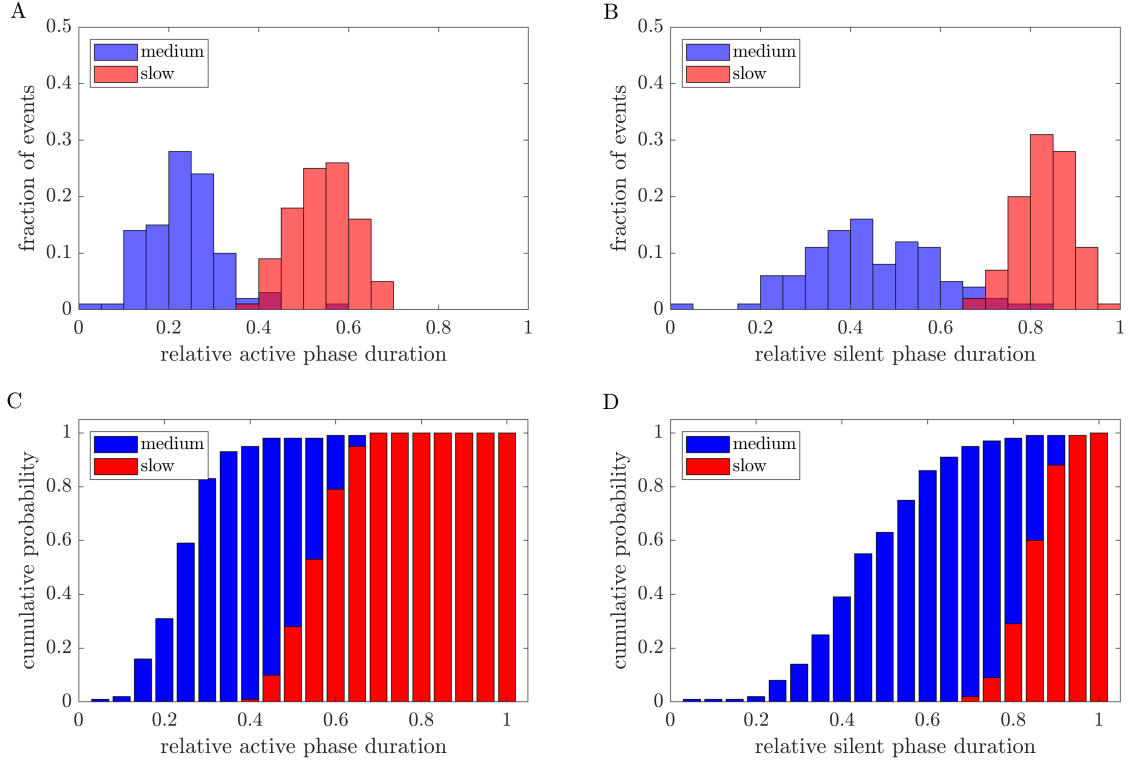 A
0.5
0.4
0.3
0.2
0.1
0
fraction of events
medium
slow
0
0.2
0.4
0.6
0.8
1
relative active phase duration
B
0.5
0.4
0.3
0.2
0.1
0
fraction of events
medium
slow
0
0.2
0.4
0.6
0.8
1
relative silent phase duration
C
1
0.8
0.6
0.4
0.2
0
cumulative probability
medium
slow
0
0.2
0.4
0.6
0.8
1
relative active phase duration
D
1
0.8
0.6
0.4
0.2
0
cumulative probability
medium
slow
0
0.2
0.4
0.6
0.8
1
relative silent phase duration